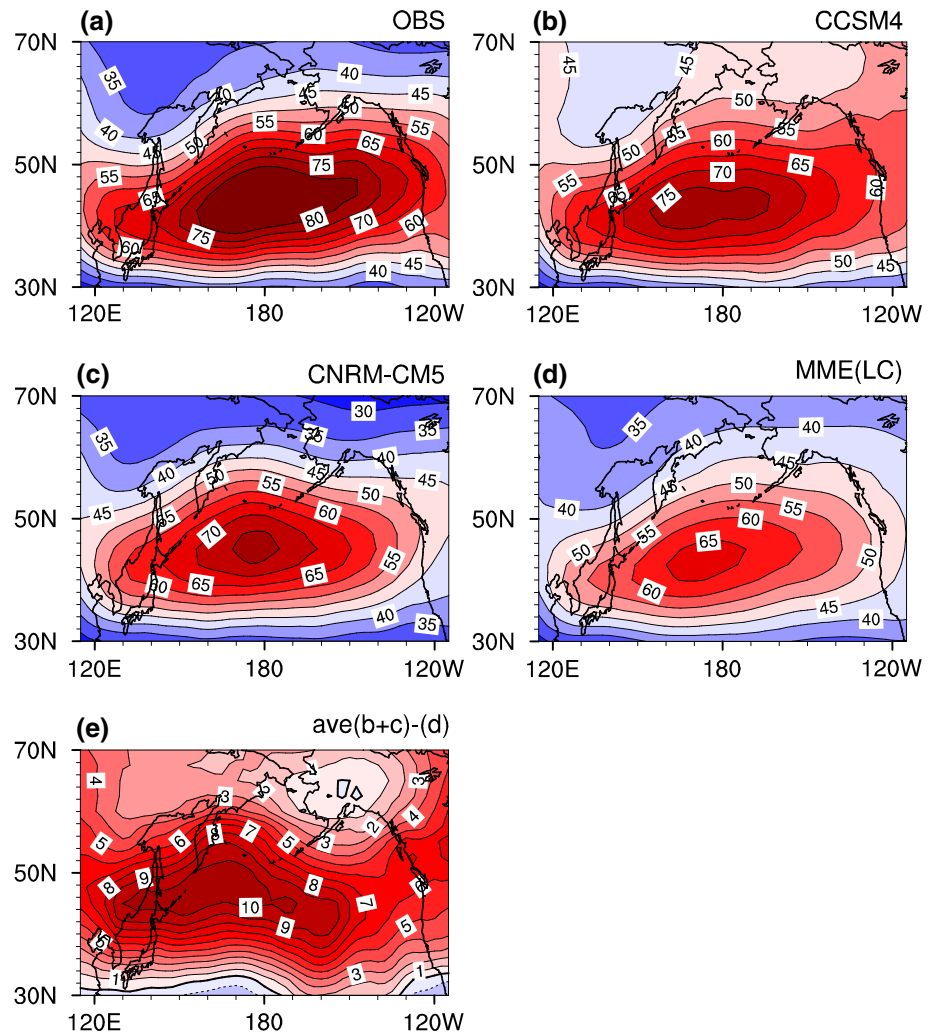 (a) OBS
70N
50N
30N
120E 180 120W
35 40 45 40 45 50 40 55 60 55 45 50 65 55 75 65 80 70 60 75 60 40 45
(b) CCSM4
70N
50N
30N
120E 180 120W
45 45 50 55 55 50 60 65 55 70 60 65 75 50 45
(c) CNRM-CM5
70N
50N
30N
120E 180 120W
30 35 35 35 40 40 50 45 45 55 50 45 60 70 55 60 65 65 40 35
(d) MME(LC)
70N
50N
30N
120E 180 120W
35 40 40 45 45 50 40 55 60 55 65 50 50 60 45 40
(e) ave(b+c)-(d)
70N
50N
30N
120E 180 120W
4 3 3 4 2 7 8 6 5 5 3 9 8 8 7 10 9 5 3 1 1